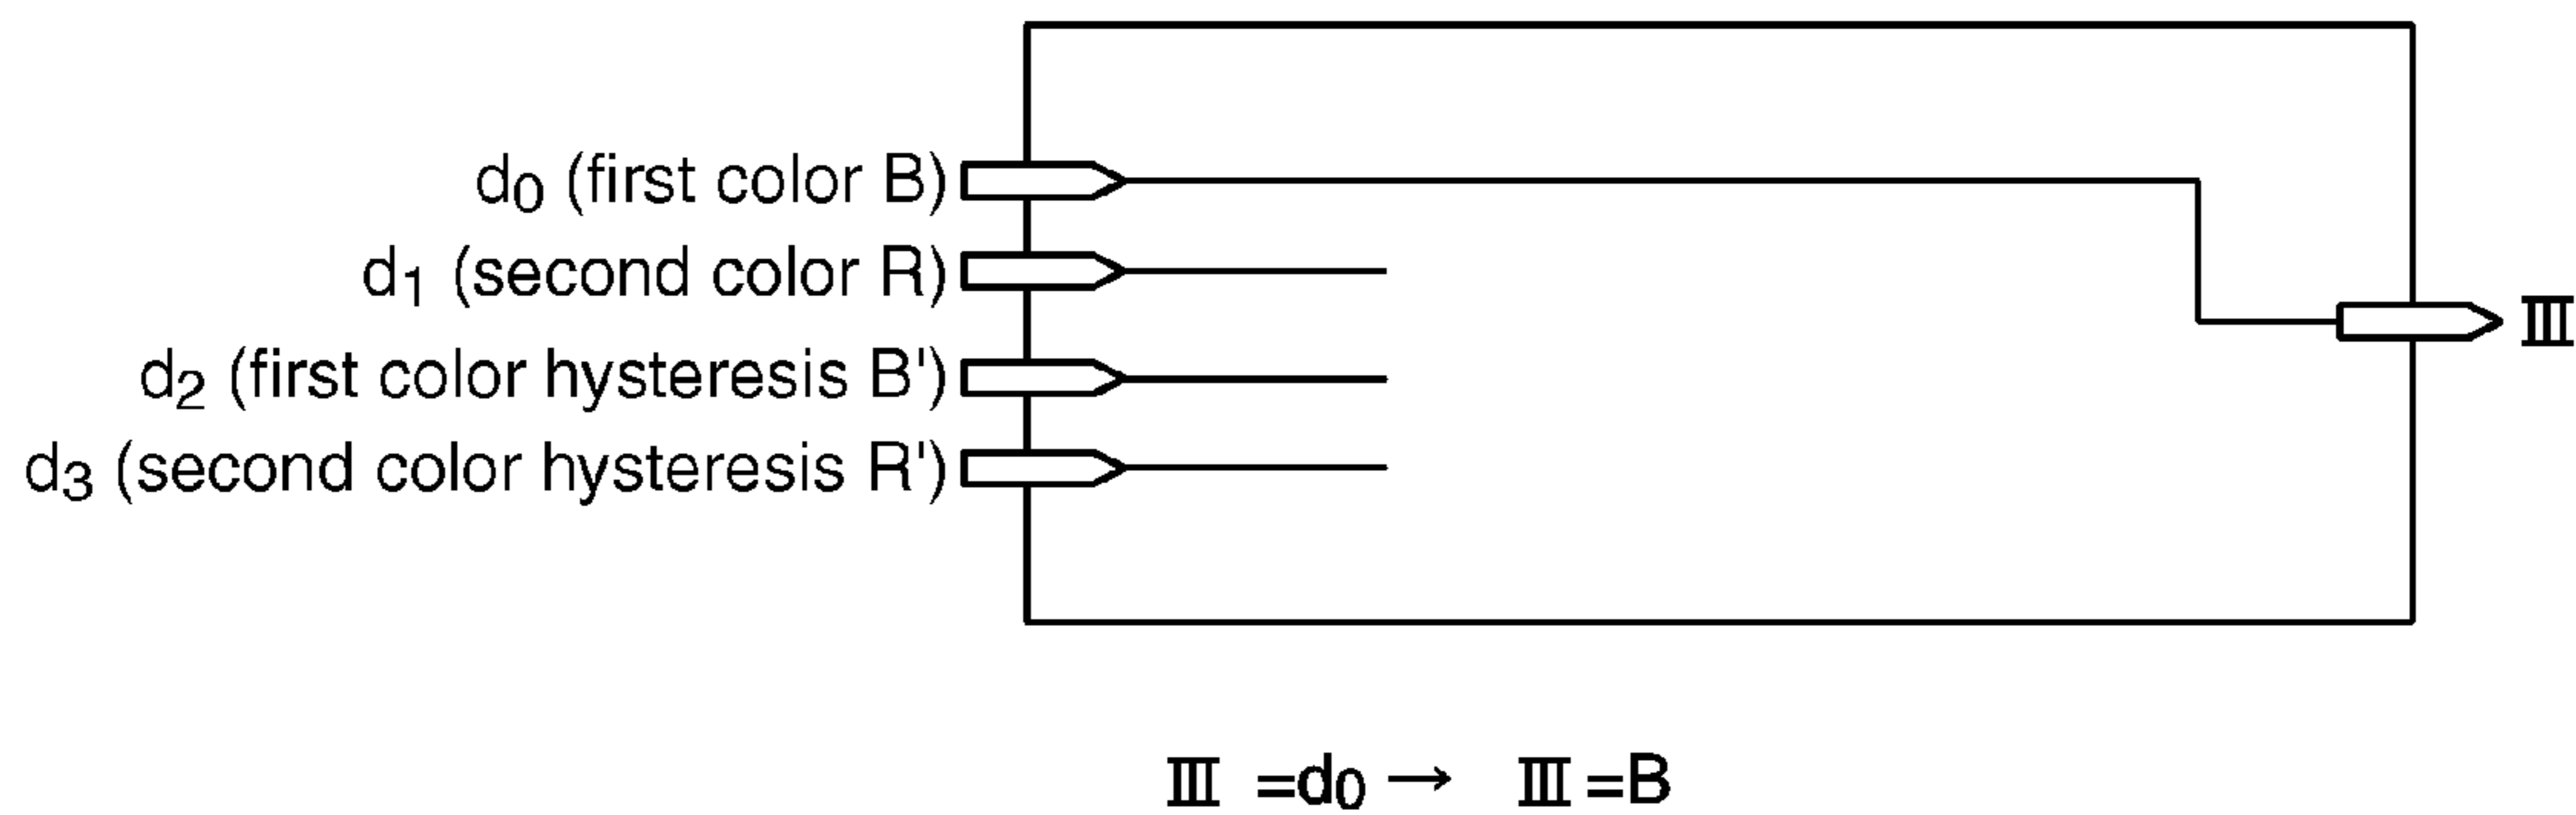 d0 (first color B)
d1 (second color R)
III
d2 (first color hysteresis B')
d3 (second color hysteresis R')
III =d0 → III =B